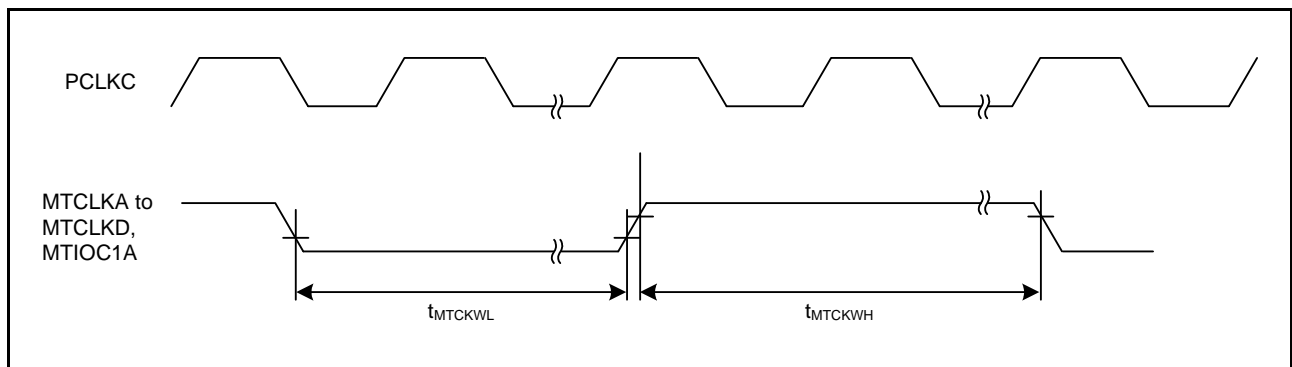 PCLKC
MTCLKA to
MTCLKD,
MTIOC1A
tMTCKWL
tMTCKWH